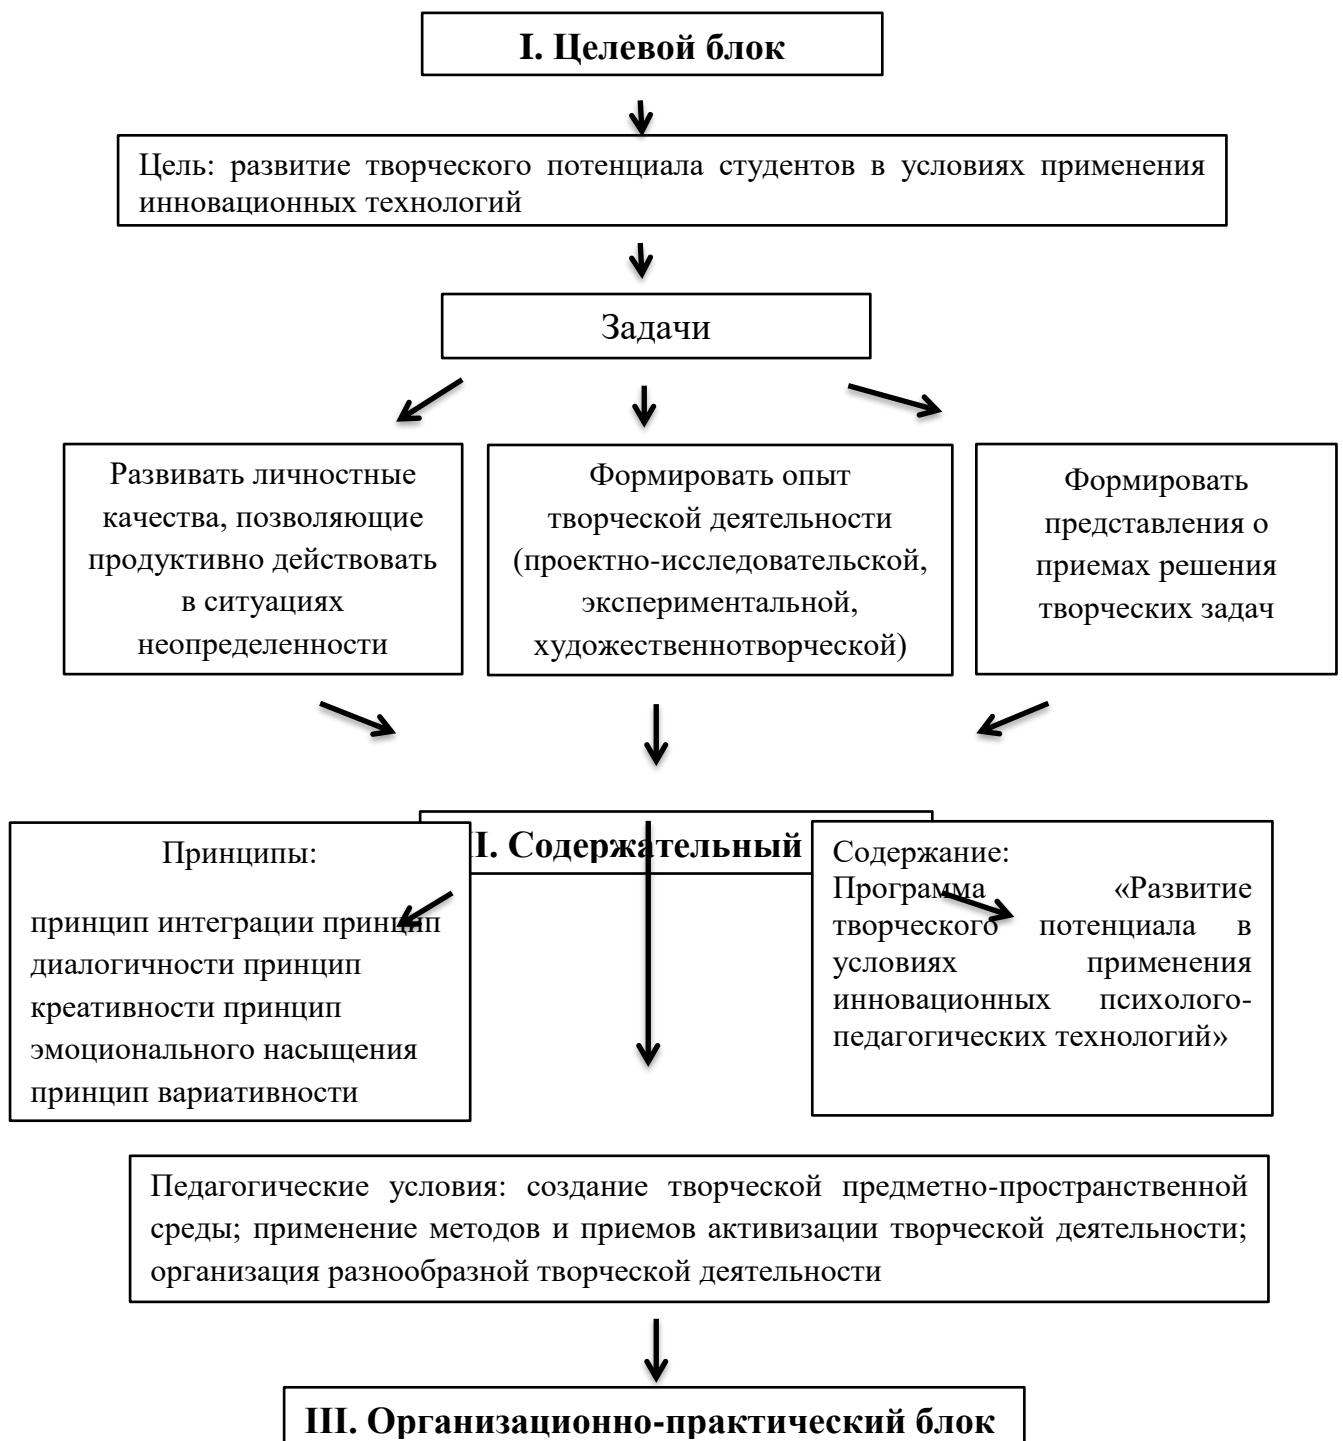 I. Целевой блок
Цель: развитие творческого потенциала студентов в условиях применения
инновационных технологий
Задачи
Развивать личностные
качества, позволяющие
продуктивно действовать
в ситуациях
неопределенности
Формировать опыт
творческой деятельности
(проектно-исследовательской,
экспериментальной,
художественнотворческой)
Формировать
представления о
приемах решения
творческих задач
II. Содержательный
Принципы:
принцип интеграции принцип
диалогичности принцип
креативности принцип
эмоционального насыщения
принцип вариативности
Содержание:
Программа «Развитие
творческого потенциала в
условиях применения
инновационных психолого-
педагогических технологий»
Педагогические условия: создание творческой предметно-пространственной
среды; применение методов и приемов активизации творческой деятельности;
организация разнообразной творческой деятельности
III. Организационно-практический блок